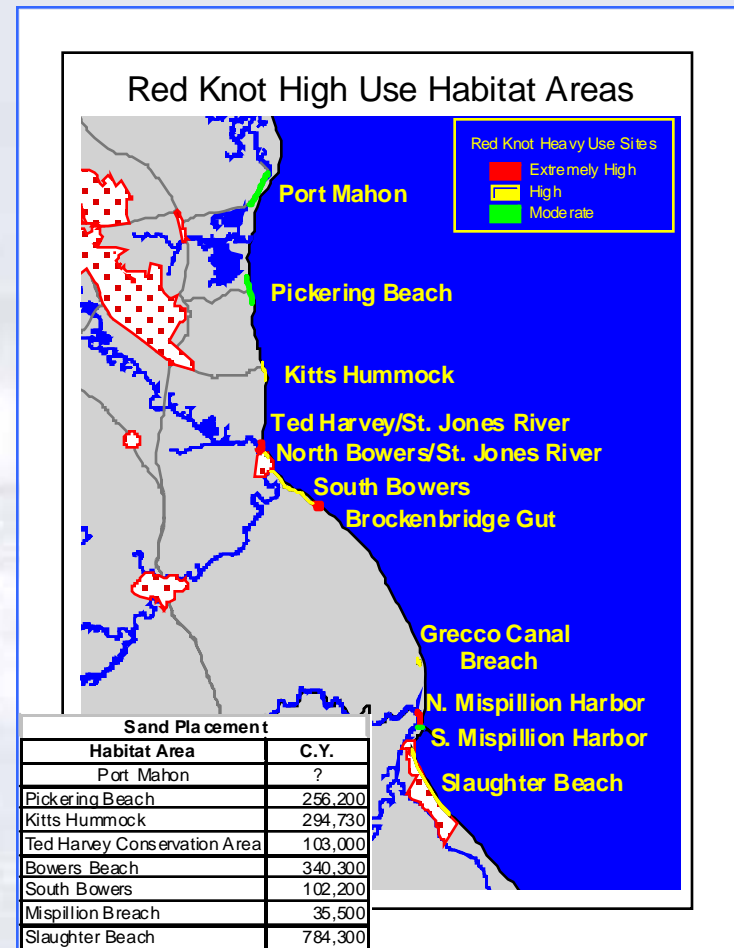 Red Knot High Use Habitat Areas
Red Knot Heavy Use Sites
Extremely High
High
Moderate
Port Mahon
Pickering Beach
Kitts Hummock
Ted Harvey/St. Jones River
North Bowers/St. Jones River
South Bowers
Brockenbridge Gut
Grecco Canal
Breach
N. Mispillion Harbor
S. Mispillion Harbor
Slaughter Beach
Sand Placement
Habitat Area C.Y.
Port Mahon ?
Pickering Beach 256,200
Kitts Hummock 294,730
Ted Harvey Conservation Area 103,000
Bowers Beach 340,300
South Bowers 102,200
Mispillion Breach 35,500
Slaughter Beach 784,300